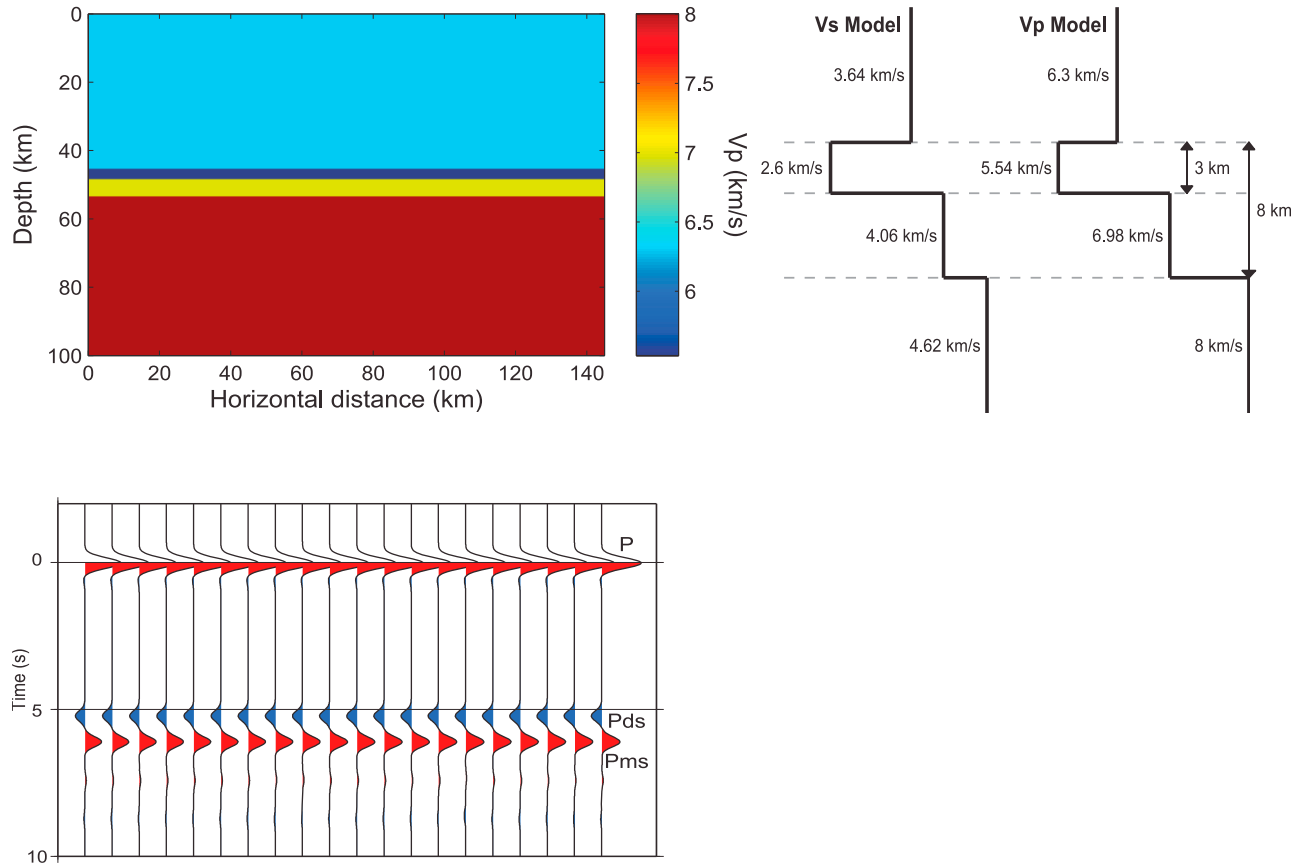 0
20
40
60
80
100
Depth (km)
0 20 40 60 80 100 120 140
Horizontal distance (km)
8
7.5
7
6.5
6
Vp (km/s)
Vs Model
Vp Model
3.64 km/s
6.3 km/s
2.6 km/s
5.54 km/s
3 km
8 km
4.06 km/s
6.98 km/s
4.62 km/s
8 km/s
P
0
Time (s)
5
Pds
Pms
10